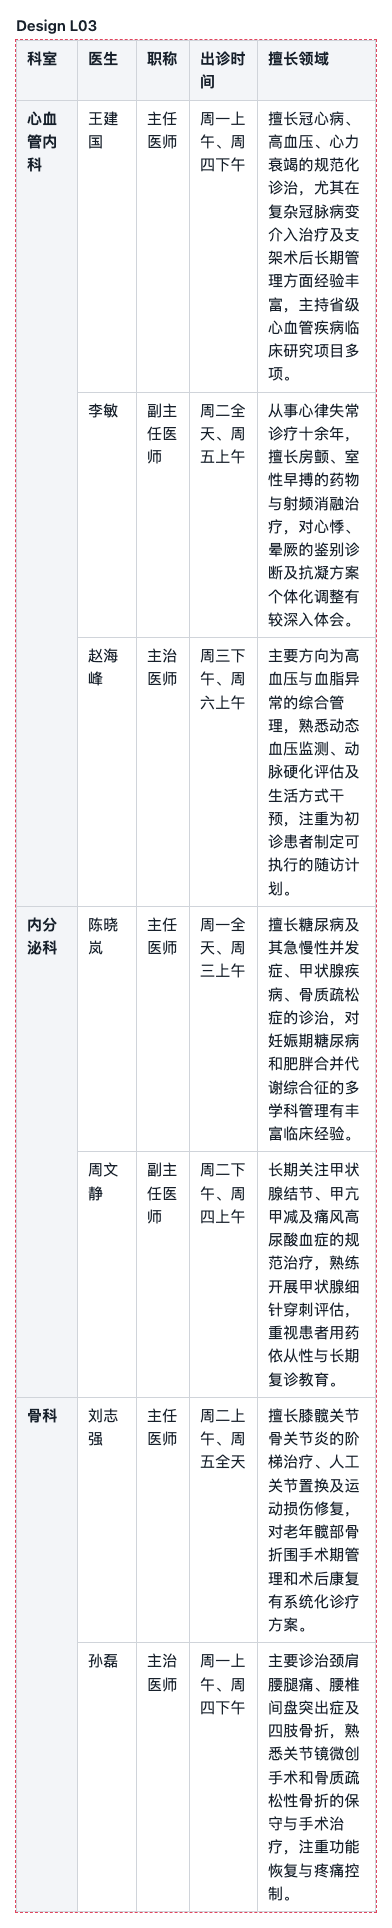 Design L03
科室
医生
职称
出诊时
间
擅长领域
心血
管内
科
王建
国
主任
医师
周一上
午、周
四下午
擅长冠心病、
高血压、心力
衰竭的规范化
诊治，尤其在
复杂冠脉病变
介入治疗及支
架术后长期管
理方面经验丰
富，主持省级
心血管疾病临
床研究项目多
项。
李敏
副主
任医
师
周二全
天、周
五上午
从事心律失常
诊疗十余年，
擅长房颤、室
性早搏的药物
与射频消融治
疗，对心悸、
晕厥的鉴别诊
断及抗凝方案
个体化调整有
较深入体会。
赵海
峰
主治
医师
周三下
午、周
六上午
主要方向为高
血压与血脂异
常的综合管
理，熟悉动态
血压监测、动
脉硬化评估及
生活方式干
预，注重为初
诊患者制定可
执行的随访计
划。
内分
泌科
陈晓
岚
主任
医师
周一全
天、周
三上午
擅长糖尿病及
其急慢性并发
症、甲状腺疾
病、骨质疏松
症的诊治，对
妊娠期糖尿病
和肥胖合并代
谢综合征的多
学科管理有丰
富临床经验。
周文
静
副主
任医
师
周二下
午、周
四上午
长期关注甲状
腺结节、甲亢
甲减及痛风高
尿酸血症的规
范治疗，熟练
开展甲状腺细
针穿刺评估，
重视患者用药
依从性与长期
复诊教育。
骨科
刘志
强
主任
医师
周二上
午、周
五全天
擅长膝髋关节
骨关节炎的阶
梯治疗、人工
关节置换及运
动损伤修复，
对老年髋部骨
折围手术期管
理和术后康复
有系统化诊疗
方案。
孙磊
主治
医师
周一上
午、周
四下午
主要诊治颈肩
腰腿痛、腰椎
间盘突出症及
四肢骨折，熟
悉关节镜微创
手术和骨质疏
松性骨折的保
守与手术治
疗，注重功能
恢复与疼痛控
制。